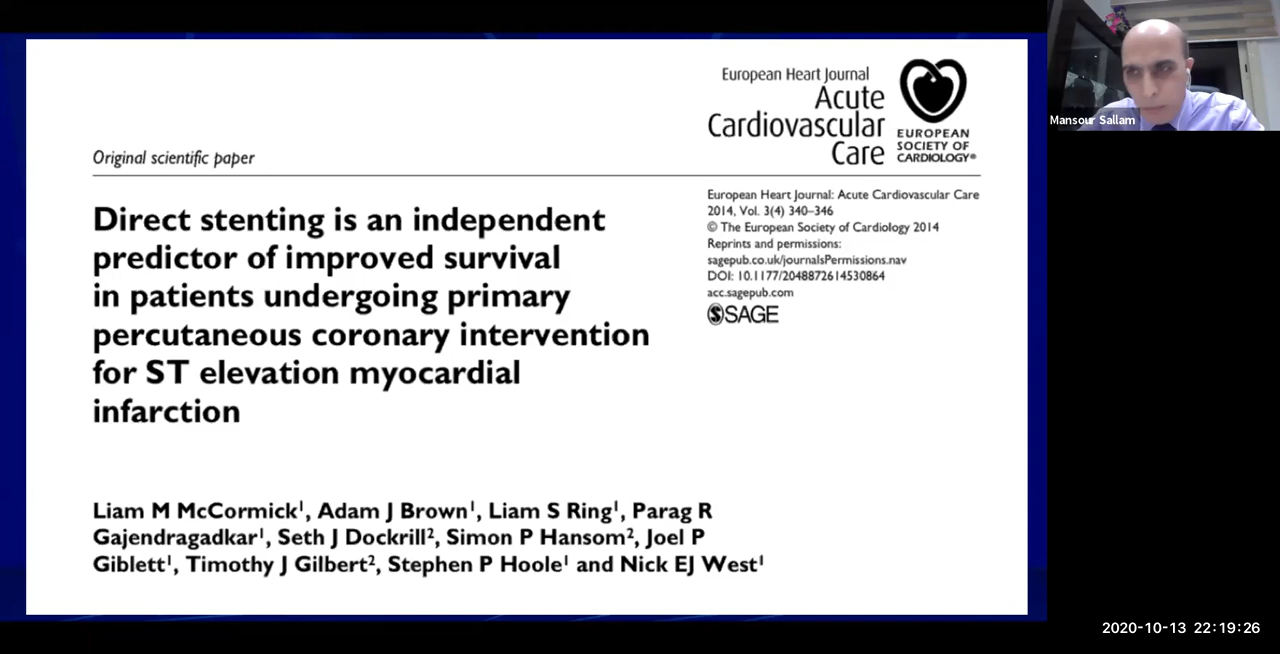 European Heart Journal
Acute
Cardiovascular
Care
EUROPEAN
SOCIETY OF
CARDIOLOGY®
Original scientific paper
Direct stenting is an independent
predictor of improved survival
in patients undergoing primary
percutaneous coronary intervention
for ST elevation myocardial
infarction
European Heart Journal: Acute Cardiovascular Care
2014, Vol. 3(4) 340–346
© The European Society of Cardiology 2014
Reprints and permissions:
sagepub.co.uk/journalsPermissions.nav
DOI: 10.1177/2048872614530864
acc.sagepub.com
SAGE
Liam M McCormick¹, Adam J Brown¹, Liam S Ring¹, Parag R
Gajendragadkar¹, Seth J Dockrill², Simon P Hansom², Joel P
Giblett¹, Timothy J Gilbert², Stephen P Hoole¹ and Nick EJ West¹
Mansour Sallam
2020-10-13 22:19:26